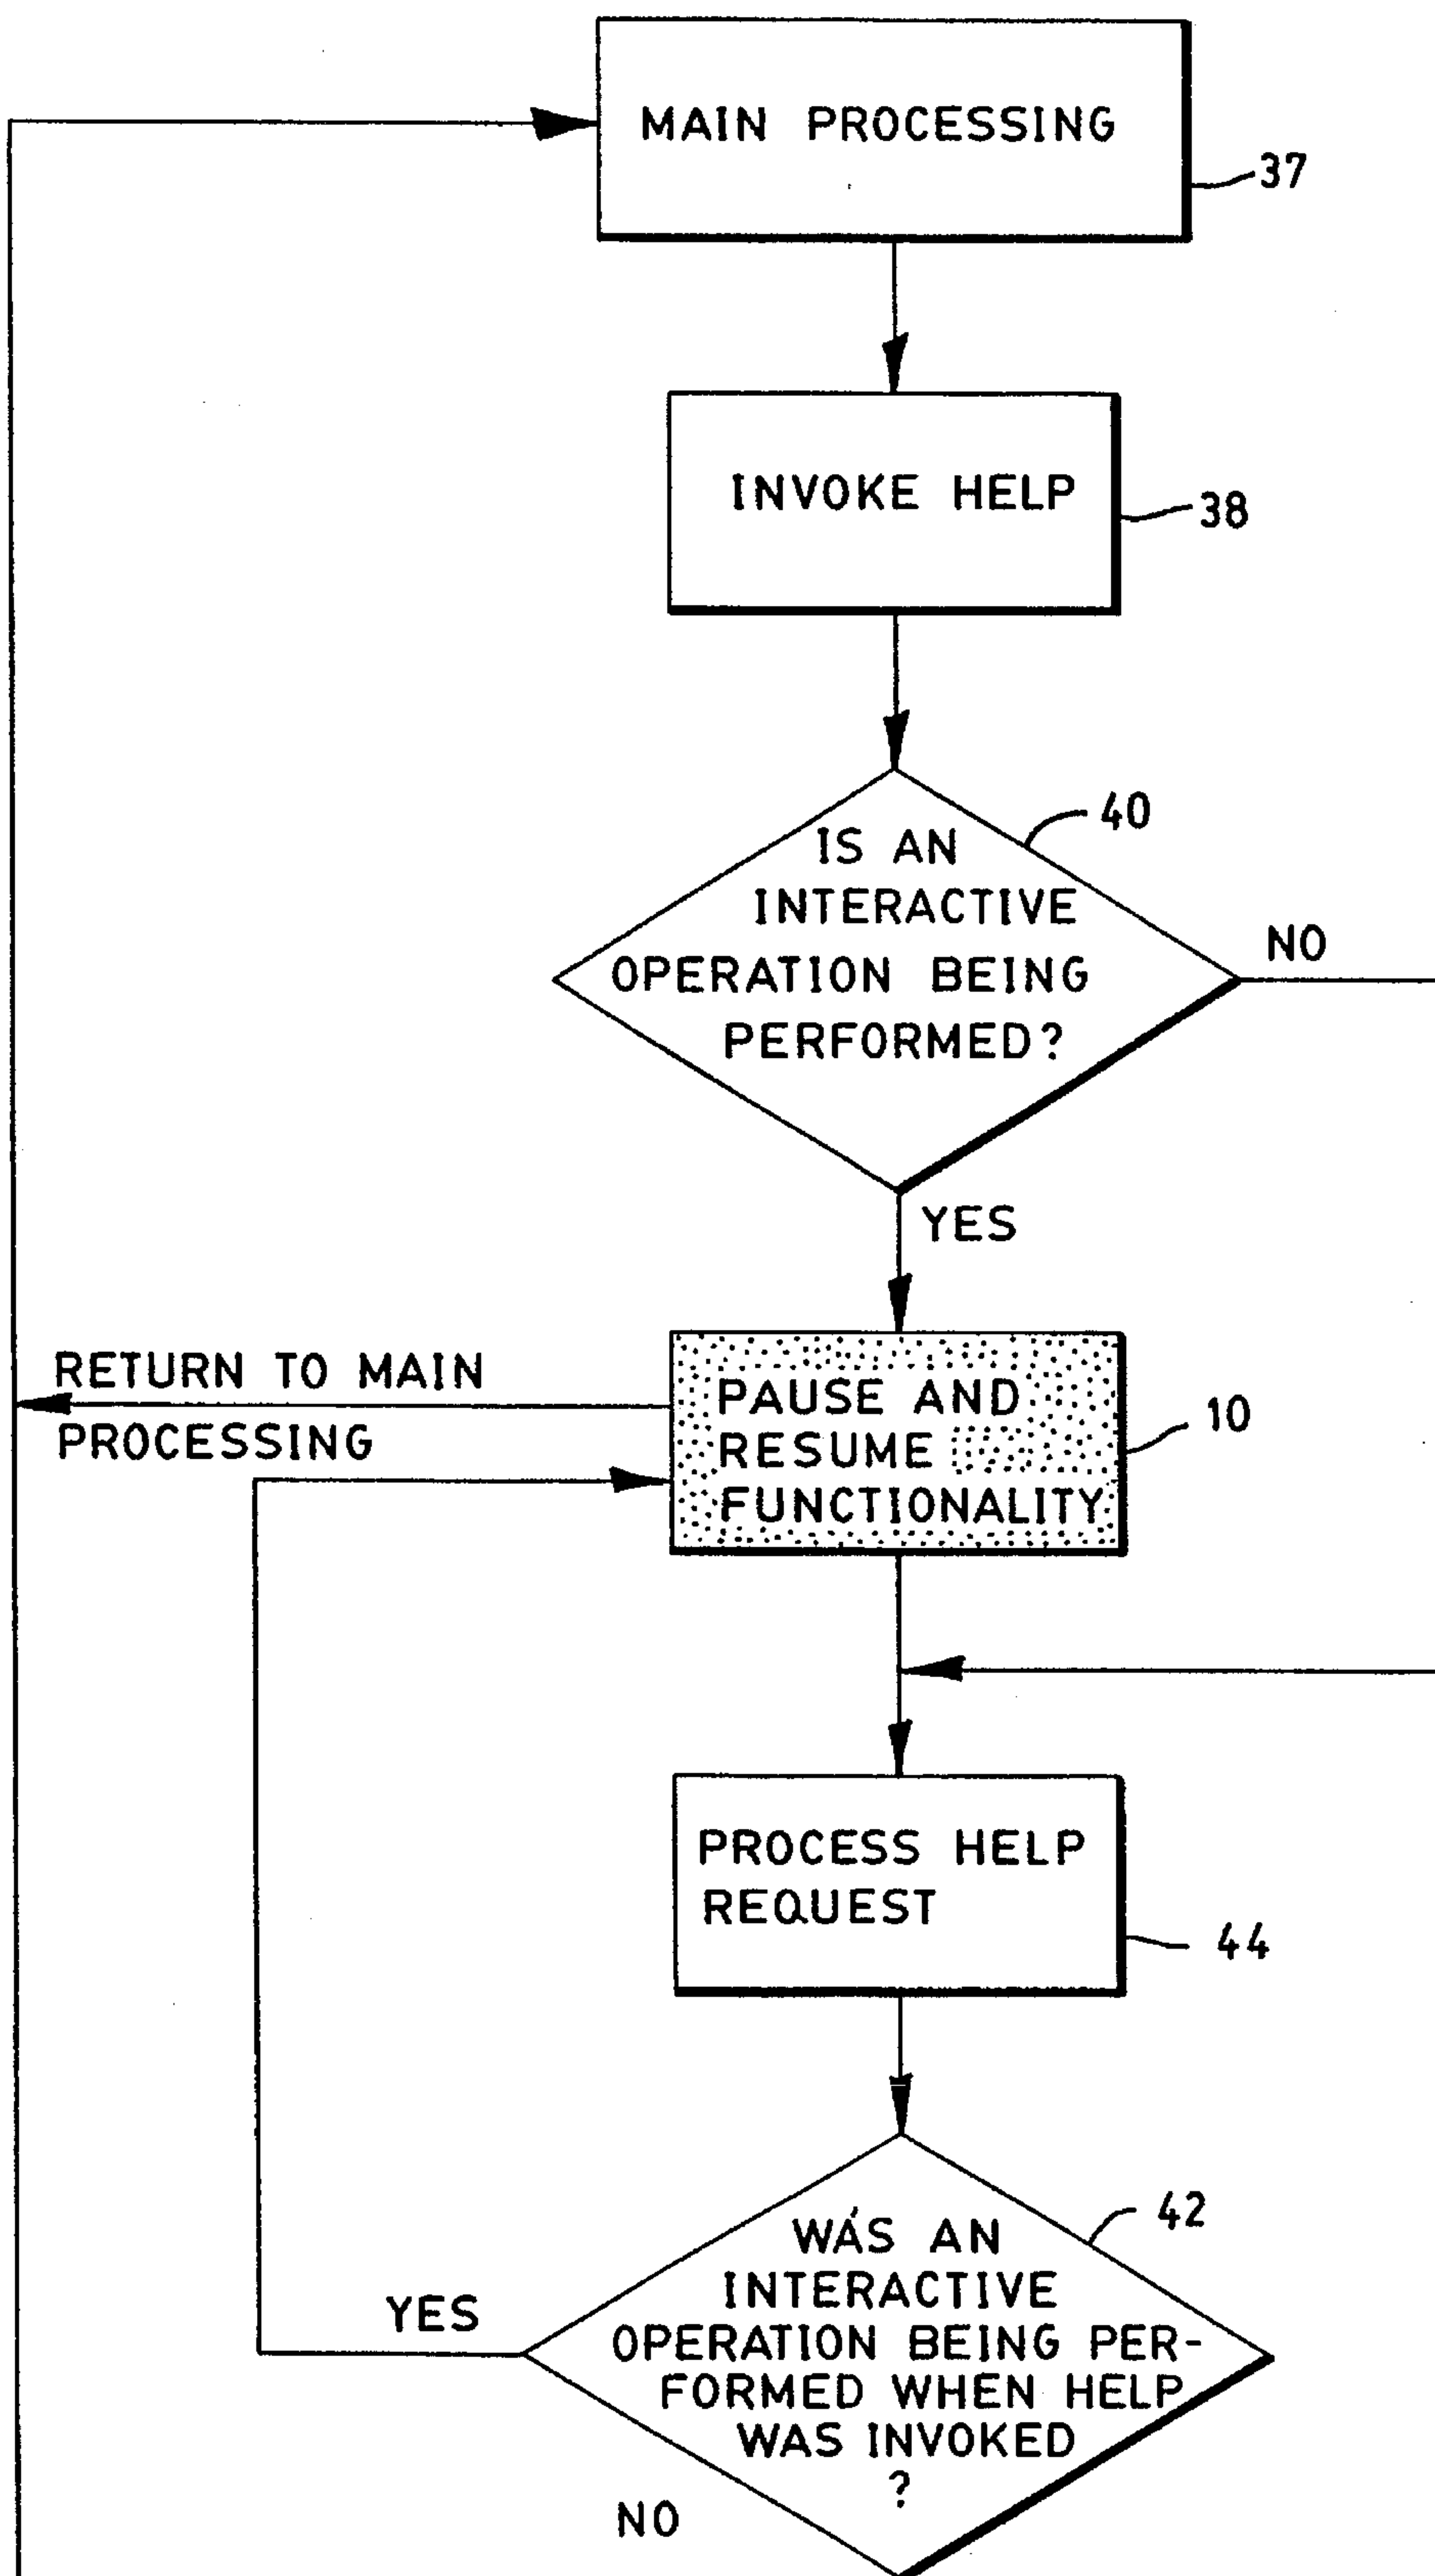 MAIN PROCESSING
37
INVOKE HELP
38
40
IS AN
INTERACTIVE
OPERATION BEING
PERFORMED?
NO
YES
RETURN TO MAIN
PROCESSING
PAUSE AND
RESUME
FUNCTIONALITY
10
PROCESS HELP
REQUEST
44
42
WAS AN
INTERACTIVE
OPERATION BEING PER-
FORMED WHEN HELP
WAS INVOKED
?
YES
NO